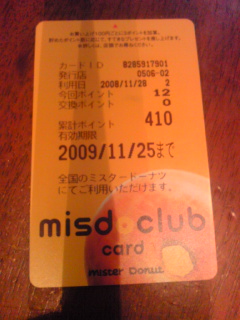 カードID 8285917901
発行店 0506-02
利用日 2008/11/28 2
今回ポイント 12
交換ポイント 0
累計ポイント 410
有効期限
2009/11/25まで
全国のミスタードーナツ
にてご利用いただけます。
misd club
card
mister Donut